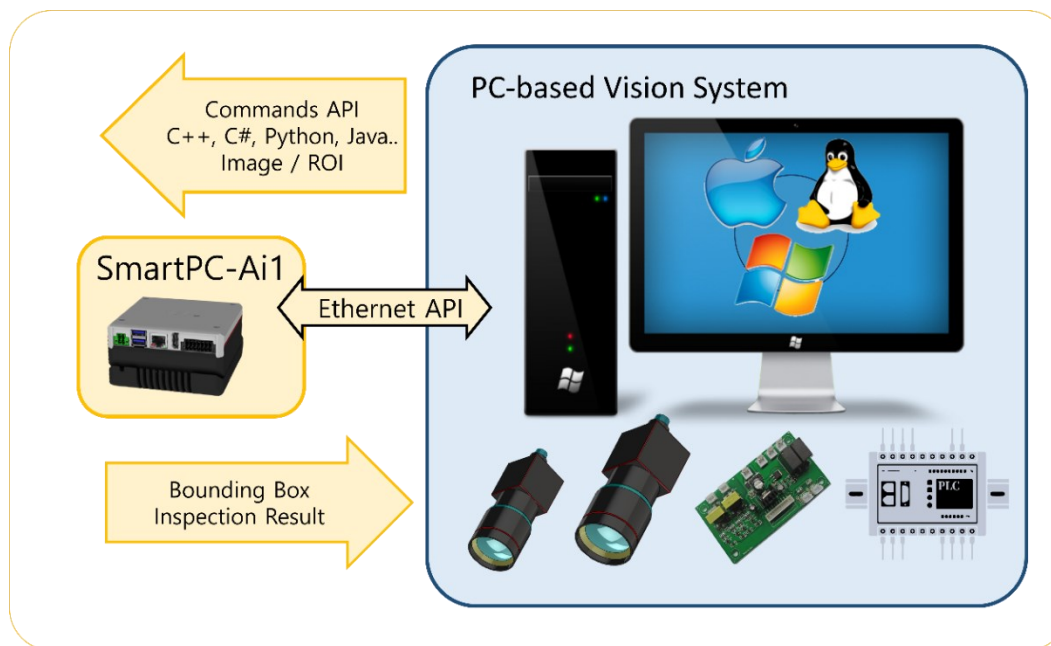 PC-based Vision System
Commands API
C++, C#, Python, Java..
Image / ROI
SmartPC-Ai1
Ethernet API
Bounding Box
Inspection Result
PLC